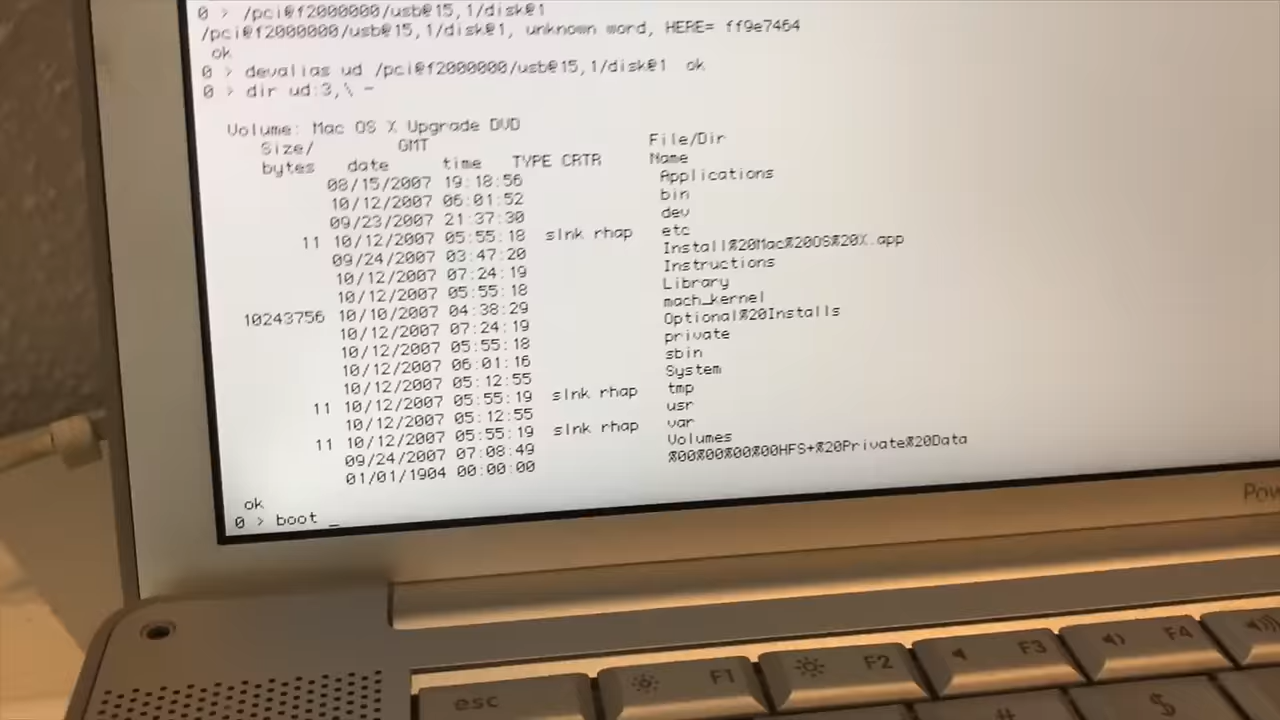 0 > /pci@f2000000/usb@15,1/disk@1
/pci@f2000000/usb@15,1/disk@1, unknown word, HERE= ff9e7464
ok
0 > devalias ud /pci@f2000000/usb@15,1/disk@1 ok
0 > dir ud:3,\ -
Volume: Mac OS X Upgrade DVD
Size/ GMT File/Dir
bytes date time TYPE CRTR Name
08/15/2007 19:18:56 Applications
10/12/2007 06:01:52 bin
09/23/2007 21:37:30 dev
11 10/12/2007 05:55:18 slnk rhap etc
09/24/2007 03:47:20 Install%20Mac%20OS%20X.app
10/12/2007 07:24:19 Instructions
10/12/2007 05:55:18 Library
10243756 10/10/2007 04:38:29 mach_kernel
10/12/2007 07:24:19 Optional%20Installs
10/12/2007 05:55:18 private
10/12/2007 06:01:16 sbin
10/12/2007 05:12:55 System
11 10/12/2007 05:55:19 slnk rhap tmp
10/12/2007 05:12:55 usr
11 10/12/2007 05:55:19 slnk rhap var
09/24/2007 07:08:49 Volumes
01/01/1904 00:00:00 %00%00%00%00HFS+%20Private%20Data
ok
0 > boot _
esc F1 F2 F3 F4
# $